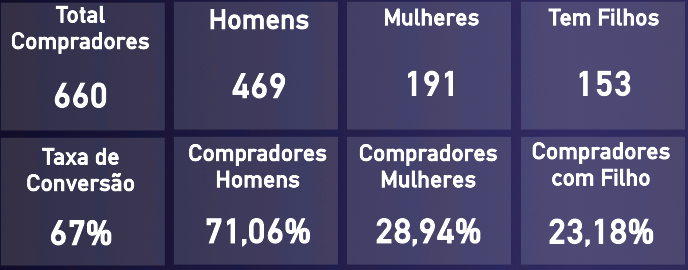 Total
Compradores
660
Homens
469
Mulheres
191
Tem Filhos
153
Taxa de
Conversão
67%
Compradores
Homens
71,06%
Compradores
Mulheres
28,94%
Compradores
com Filho
23,18%